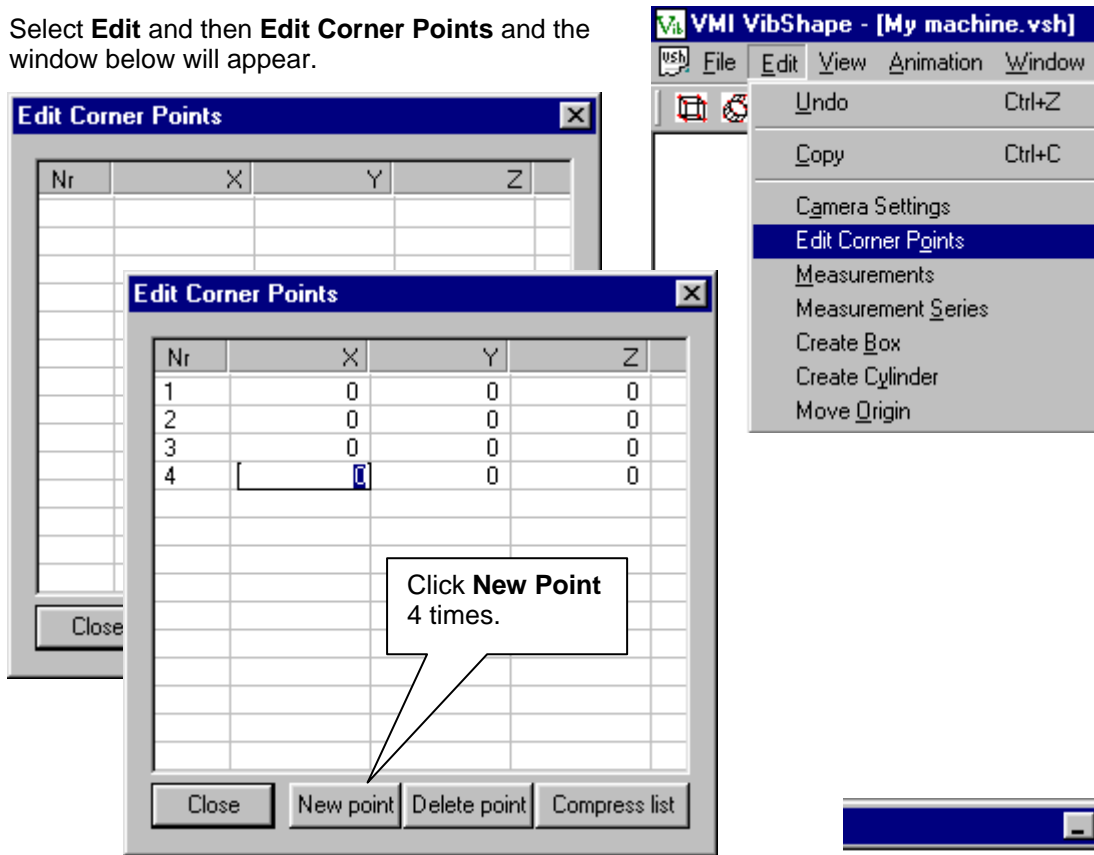 Select Edit and then Edit Corner Points and the
window below will appear.
Edit Corner Points
Nr X Y Z
Close
Edit Corner Points
Nr X Y Z
1 0 0 0
2 0 0 0
3 0 0 0
4 0 0 0
Click New Point
4 times.
Close New point Delete point Compress list
Vib VMI VibShape - [My machine.vsh]
vsh File Edit View Animation Window
Undo Ctrl+Z
Copy Ctrl+C
Camera Settings
Edit Corner Points
Measurements
Measurement Series
Create Box
Create Cylinder
Move Origin